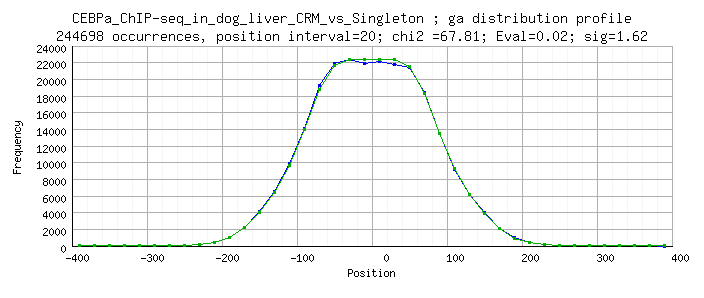 CEBPa_ChIP-seq_in_dog_liver_CRM_vs_Singleton ; ga distribution profile
244698 occurrences, position interval=20; chi2 =67.81; Eval=0.02; sig=1.62
24000
22000
20000
18000
16000
14000
12000
10000
8000
6000
4000
2000
0
Frequency
-400 -300 -200 -100 0 100 200 300 400
Position